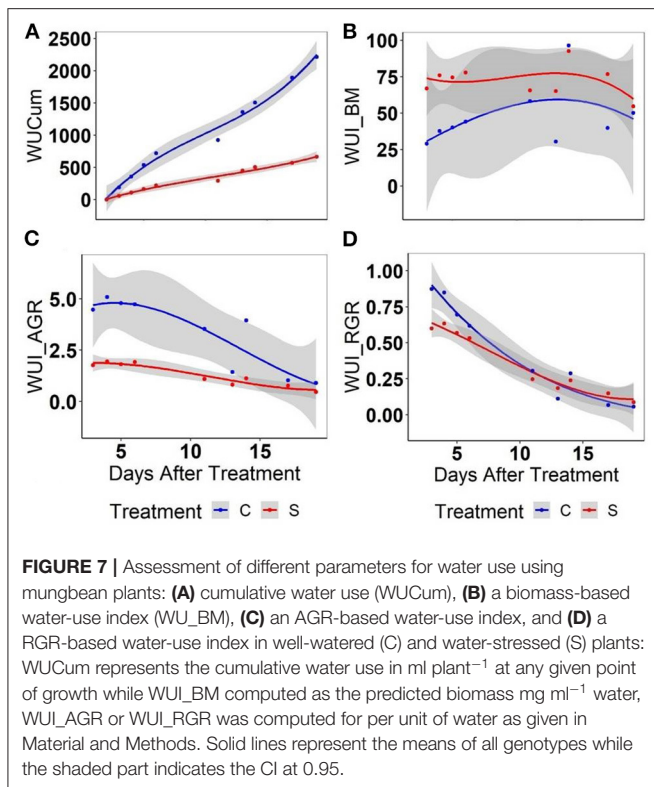 A
B
2500
2000
1500
1000
500
0
WUCum
100
75
50
25
0
WUI_BM
C
D
5.0
2.5
0.0
WUI_AGR
1.00
0.75
0.50
0.25
0.00
WUI_RGR
5 15
5 15
Days After Treatment Days After Treatment
Treatment C S Treatment C S
FIGURE 7 | Assessment of different parameters for water use using
mungbean plants: (A) cumulative water use (WUCum), (B) a biomass-based
water-use index (WU_BM), (C) an AGR-based water-use index, and (D) a
RGR-based water-use index in well-watered (C) and water-stressed (S) plants:
WUCum represents the cumulative water use in ml plant⁻¹ at any given point
of growth while WUI_BM computed as the predicted biomass mg ml⁻¹ water,
WUI_AGR or WUI_RGR was computed for per unit of water as given in
Material and Methods. Solid lines represent the means of all genotypes while
the shaded part indicates the CI at 0.95.